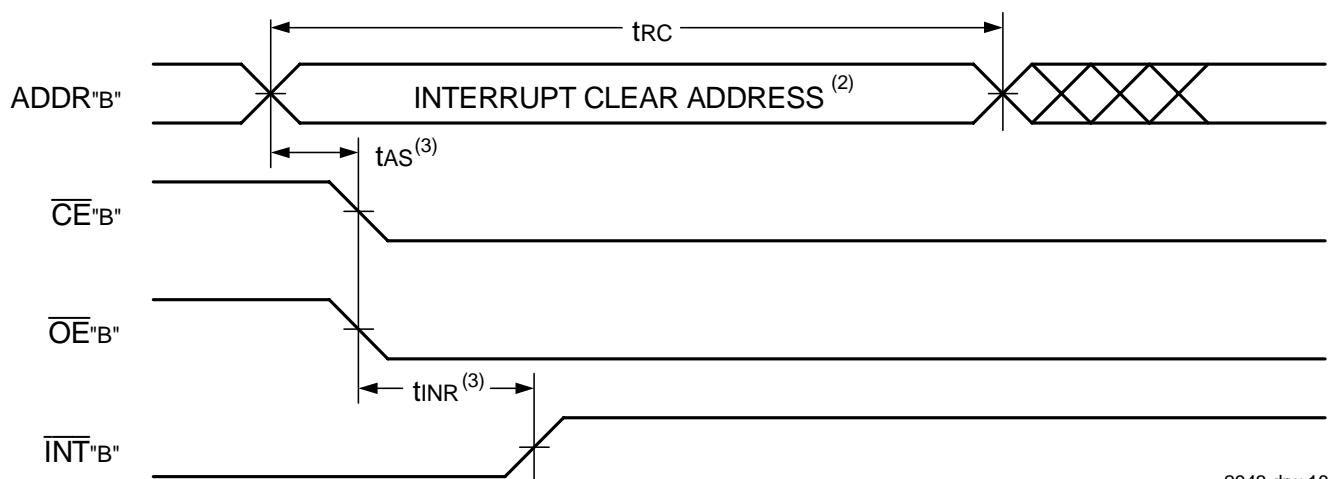 tRC
ADDR"B" INTERRUPT CLEAR ADDRESS (2)
tAS(3)
CE"B"
OE"B"
tINR (3)
INT"B"